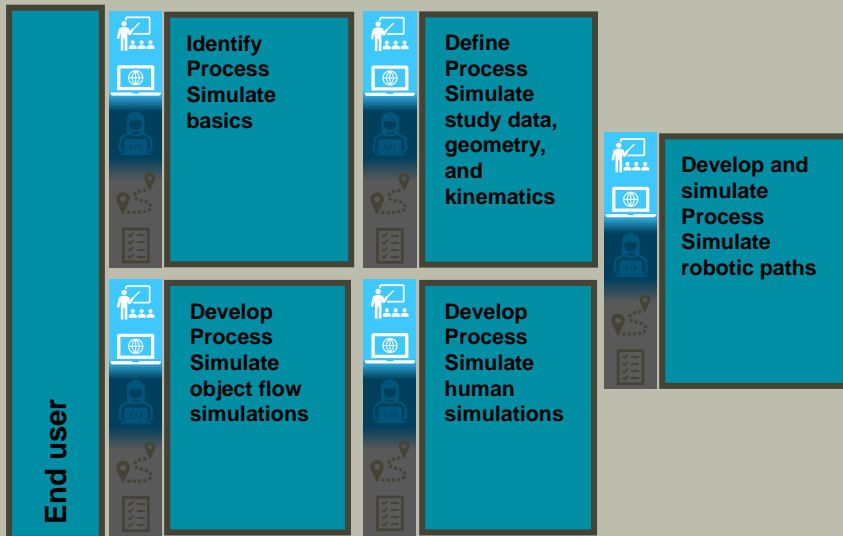 End user
Identify
Process
Simulate
basics
Define
Process
Simulate
study data,
geometry,
and
kinematics
Develop and
simulate
Process
Simulate
robotic paths
Develop
Process
Simulate
object flow
simulations
Develop
Process
Simulate
human
simulations